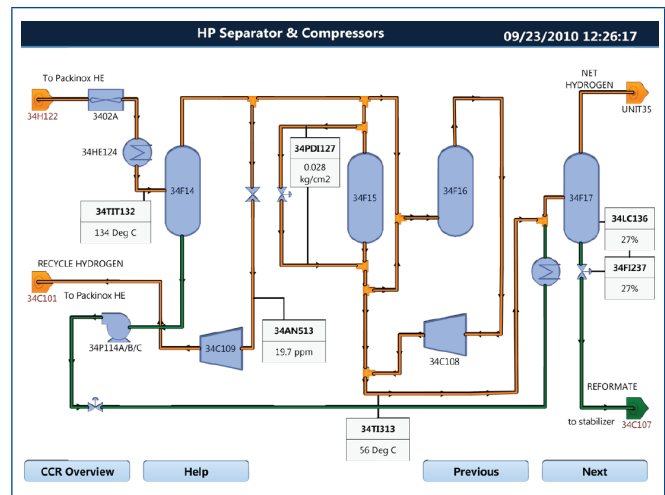 HP Separator & Compressors
09/23/2010 12:26:17
To Packinox HE
34H122
3402A
34HE124
34F14
34TIT132
134 Deg C
RECYCLE HYDROGEN
34C101
To Packinox HE
34P114A/B/C
34C109
34AN513
19.7 ppm
34PDI127
0.028
kg/cm2
34F15
34F16
34C108
34TI313
56 Deg C
NET
HYDROGEN
UNIT35
34F17
34LC136
27%
34FI237
27%
REFORMATE
to stabilizer
34C107
CCR Overview
Help
Previous
Next